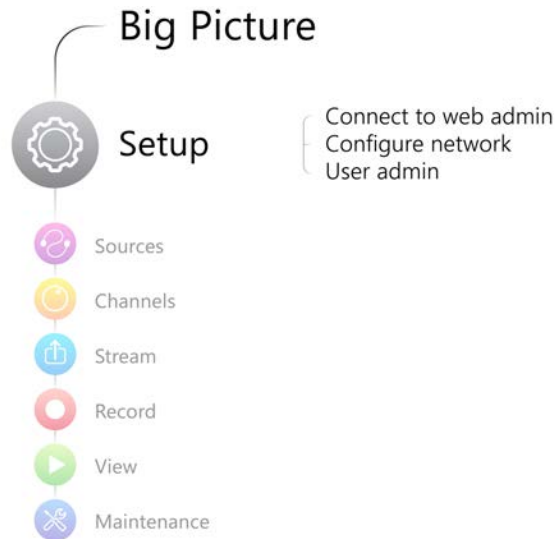 Big Picture
Setup
Connect to web admin
Configure network
User admin
Sources
Channels
Stream
Record
View
Maintenance